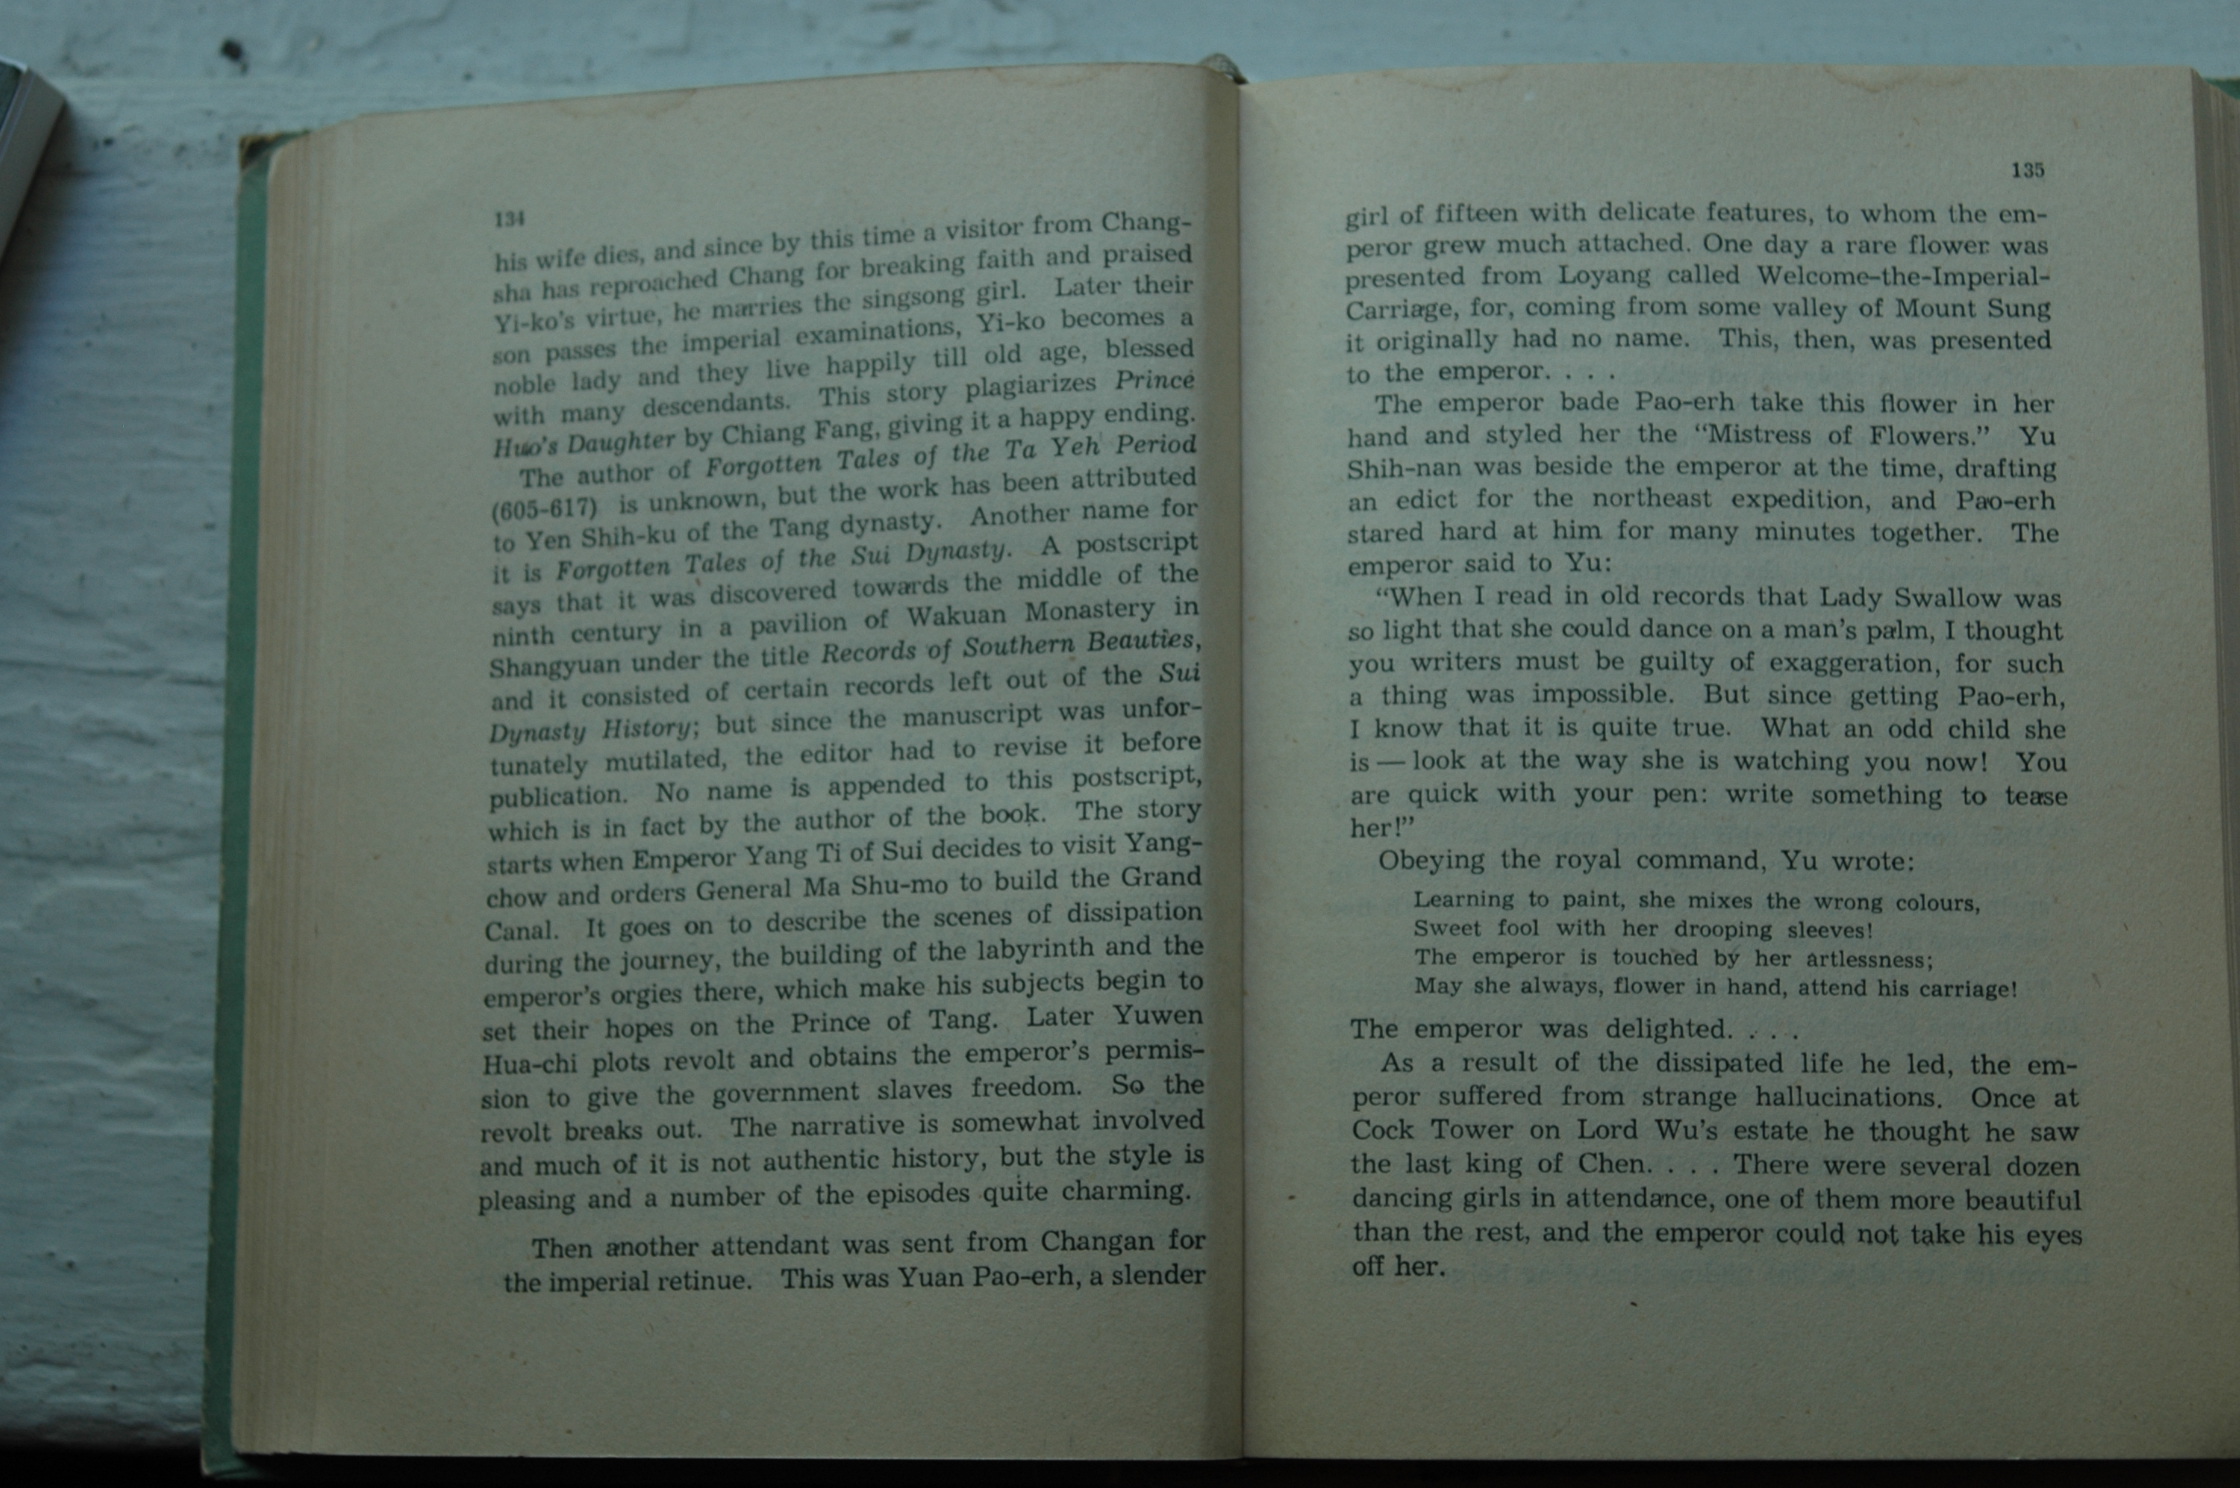 134
his wife dies, and since by this time a visitor from Chang-
sha has reproached Chang for breaking faith and praised
Yi-ko's virtue, he marries the singsong girl. Later their
son passes the imperial examinations, Yi-ko becomes a
noble lady and they live happily till old age, blessed
with many descendants. This story plagiarizes Prince
Huo's Daughter by Chiang Fang, giving it a happy ending.
The author of Forgotten Tales of the Ta Yeh Period
(605-617) is unknown, but the work has been attributed
to Yen Shih-ku of the Tang dynasty. Another name for
it is Forgotten Tales of the Sui Dynasty. A postscript
says that it was discovered towards the middle of the
ninth century in a pavilion of Wakuan Monastery in
Shangyuan under the title Records of Southern Beauties,
and it consisted of certain records left out of the Sui
Dynasty History; but since the manuscript was unfor-
tunately mutilated, the editor had to revise it before
publication. No name is appended to this postscript,
which is in fact by the author of the book. The story
starts when Emperor Yang Ti of Sui decides to visit Yang-
chow and orders General Ma Shu-mo to build the Grand
Canal. It goes on to describe the scenes of dissipation
during the journey, the building of the labyrinth and the
emperor's orgies there, which make his subjects begin to
set their hopes on the Prince of Tang. Later Yuwen
Hua-chi plots revolt and obtains the emperor's permis-
sion to give the government slaves freedom. So the
revolt breaks out. The narrative is somewhat involved
and much of it is not authentic history, but the style is
pleasing and a number of the episodes quite charming.
Then another attendant was sent from Changan for
the imperial retinue. This was Yuan Pao-erh, a slender
135
girl of fifteen with delicate features, to whom the em-
peror grew much attached. One day a rare flower was
presented from Loyang called Welcome-the-Imperial-
Carriage, for, coming from some valley of Mount Sung
it originally had no name. This, then, was presented
to the emperor. . . .
The emperor bade Pao-erh take this flower in her
hand and styled her the “Mistress of Flowers.” Yu
Shih-nan was beside the emperor at the time, drafting
an edict for the northeast expedition, and Pao-erh
stared hard at him for many minutes together. The
emperor said to Yu:
“When I read in old records that Lady Swallow was
so light that she could dance on a man's palm, I thought
you writers must be guilty of exaggeration, for such
a thing was impossible. But since getting Pao-erh,
I know that it is quite true. What an odd child she
is — look at the way she is watching you now! You
are quick with your pen: write something to tease
her!”
Obeying the royal command, Yu wrote:
Learning to paint, she mixes the wrong colours,
Sweet fool with her drooping sleeves!
The emperor is touched by her artlessness;
May she always, flower in hand, attend his carriage!
The emperor was delighted. . . .
As a result of the dissipated life he led, the em-
peror suffered from strange hallucinations. Once at
Cock Tower on Lord Wu's estate he thought he saw
the last king of Chen. . . . There were several dozen
dancing girls in attendance, one of them more beautiful
than the rest, and the emperor could not take his eyes
off her.